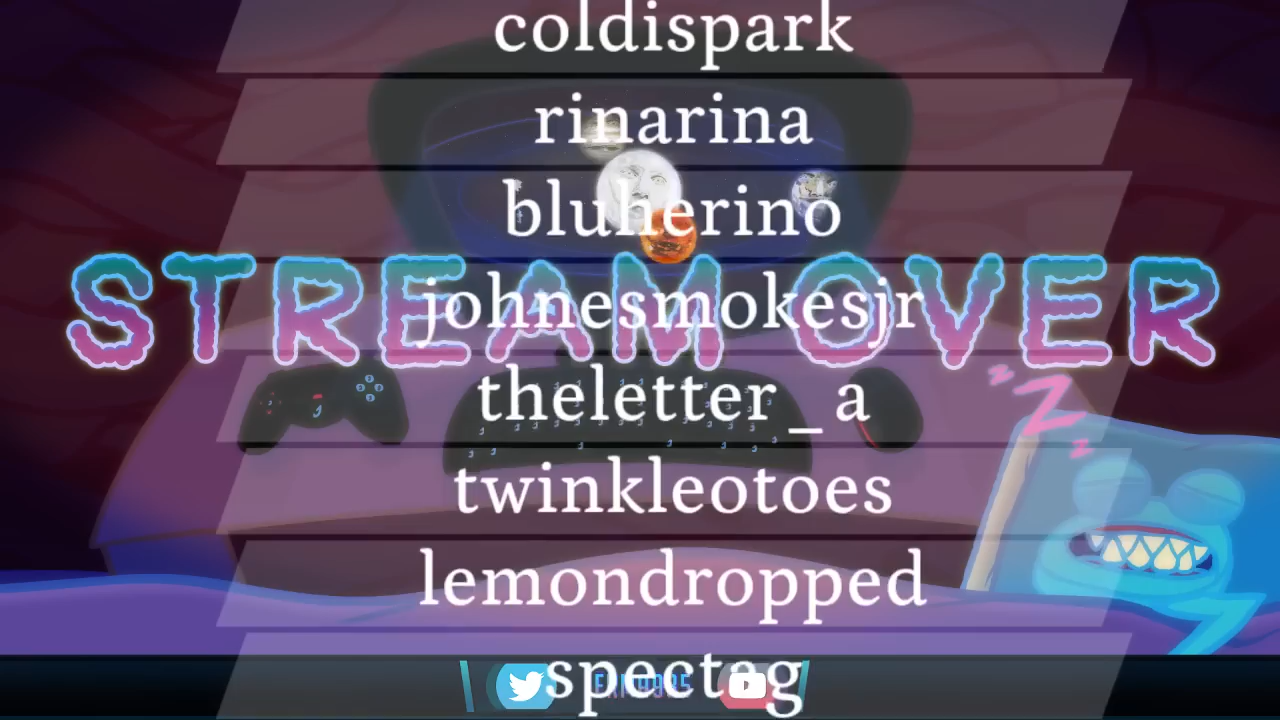 coldispark
rinarina
bluherino
STREAM OVER
johnesmokesjr
theletter_a
z Z z
twinkleotoes
lemondropped
spectag